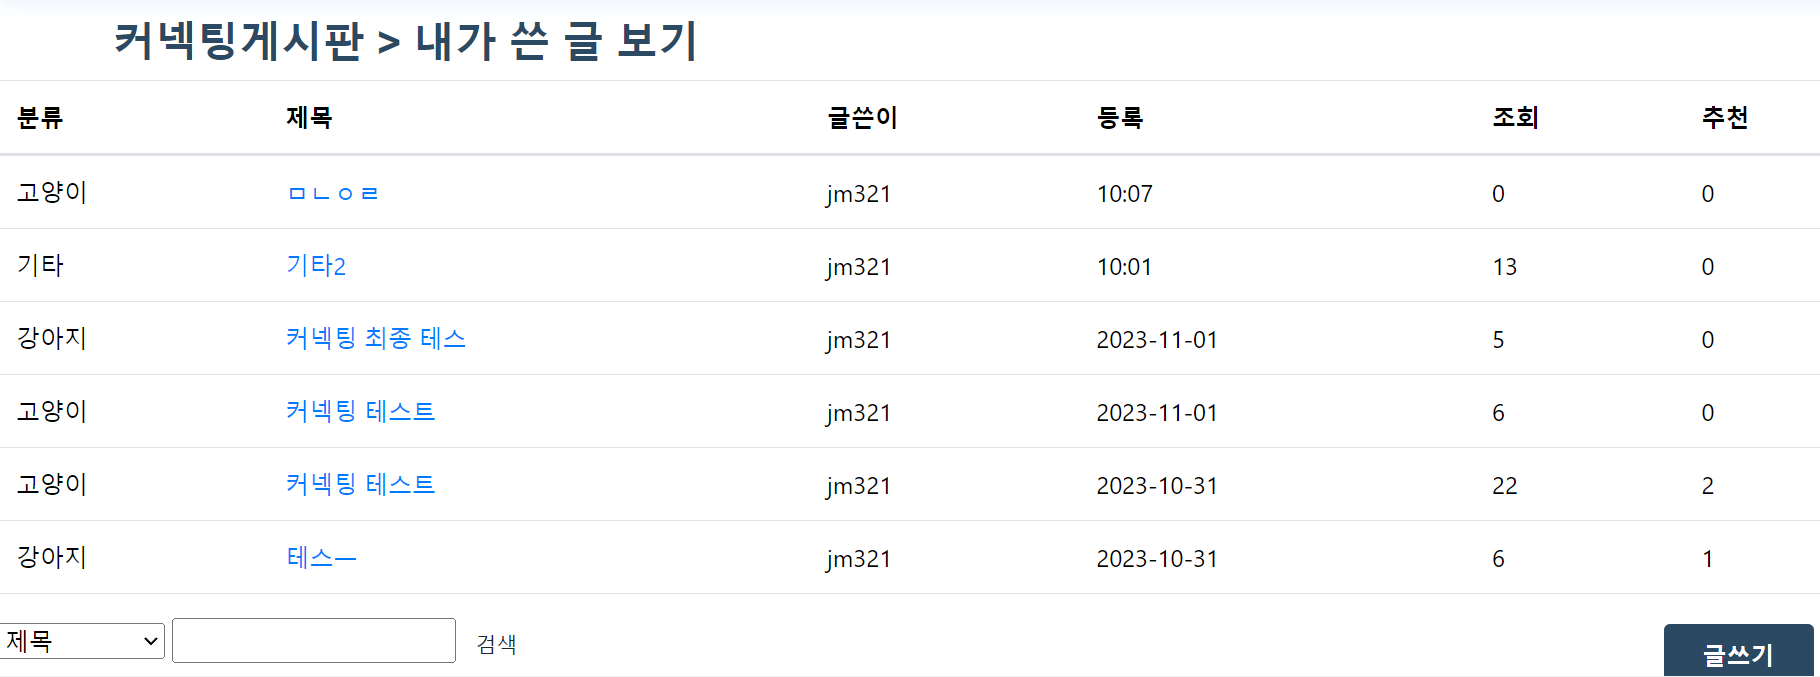 커넥팅게시판 > 내가 쓴 글 보기
분류 제목 글쓴이 등록 조회 추천
고양이 ㅁㄴㅇㄹ jm321 10:07 0 0
기타 기타2 jm321 10:01 13 0
강아지 커넥팅 최종 테스 jm321 2023-11-01 5 0
고양이 커넥팅 테스트 jm321 2023-11-01 6 0
고양이 커넥팅 테스트 jm321 2023-10-31 22 2
강아지 테스ㅡ jm321 2023-10-31 6 1
제목 검색 글쓰기